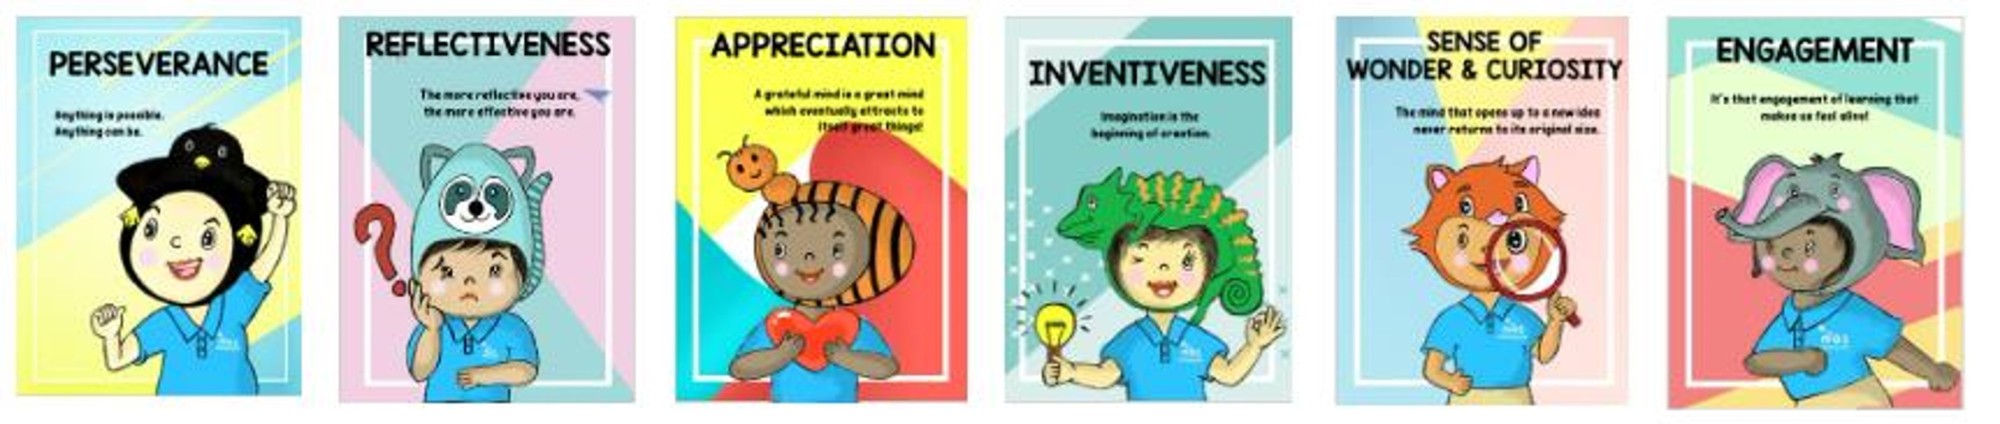 PERSEVERANCE
Anything is possible.
Anything can be.
REFLECTIVENESS
The more reflective you are,
the more effective you are.
APPRECIATION
A grateful mind is a great mind
which eventually attracts to
itself great things!
INVENTIVENESS
Imagination is the
beginning of creation.
SENSE OF
WONDER & CURIOSITY
The mind that opens up to a new idea
never returns to its original size.
ENGAGEMENT
It's that engagement of learning that
makes us feel alive!